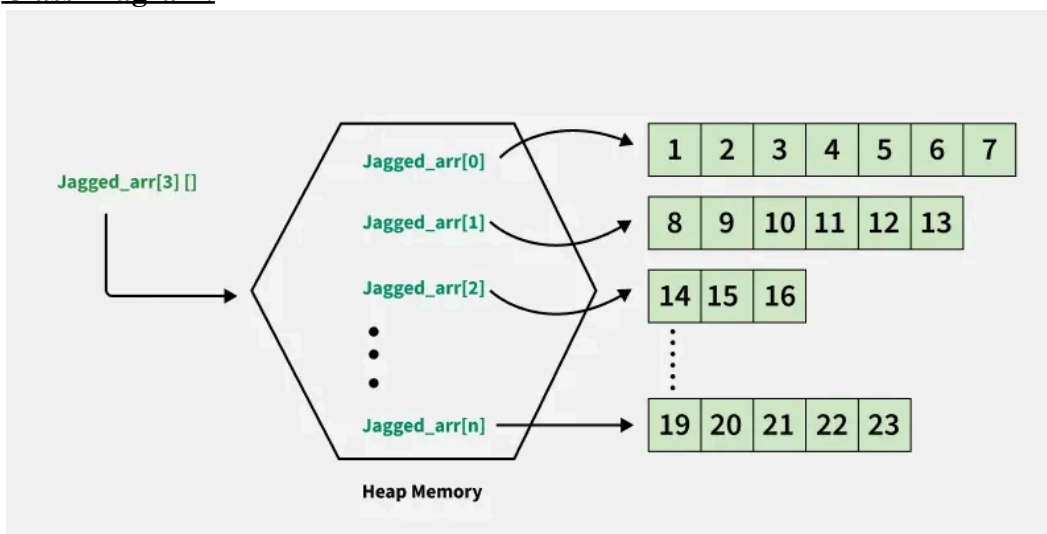 Jagged_arr[3] []
Jagged_arr[0]
1 2 3 4 5 6 7
Jagged_arr[1]
8 9 10 11 12 13
Jagged_arr[2]
14 15 16
Jagged_arr[n]
19 20 21 22 23
Heap Memory